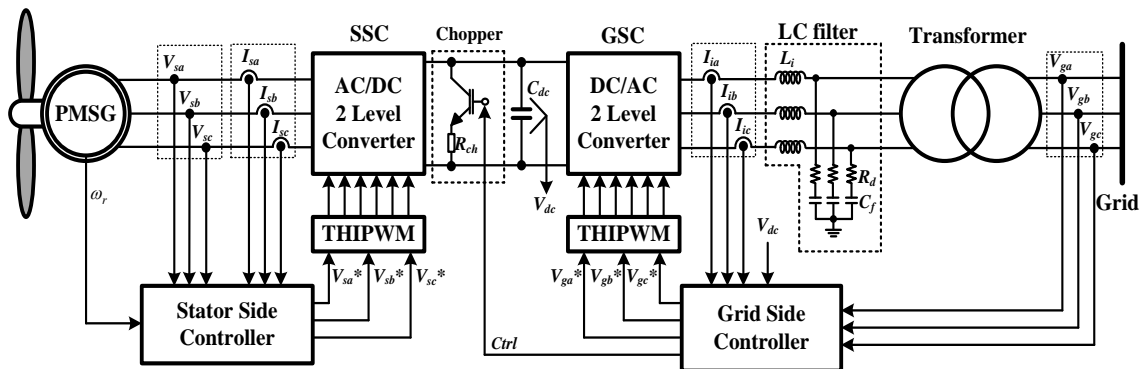 SSC
Chopper
GSC
LC filter
Transformer
PMSG
V_sa
V_sb
V_sc
I_sa
I_sb
I_sc
AC/DC
2 Level
Converter
R_ch
C_dc
V_dc
DC/AC
2 Level
Converter
I_ia
I_ib
I_ic
L_i
R_d
C_f
V_ga
V_gb
V_gc
Grid
ω_r
THIPWM
THIPWM
V_dc
V_sa*
V_sb*
V_sc*
V_ga*
V_gb*
V_gc*
Stator Side
Controller
Ctrl
Grid Side
Controller